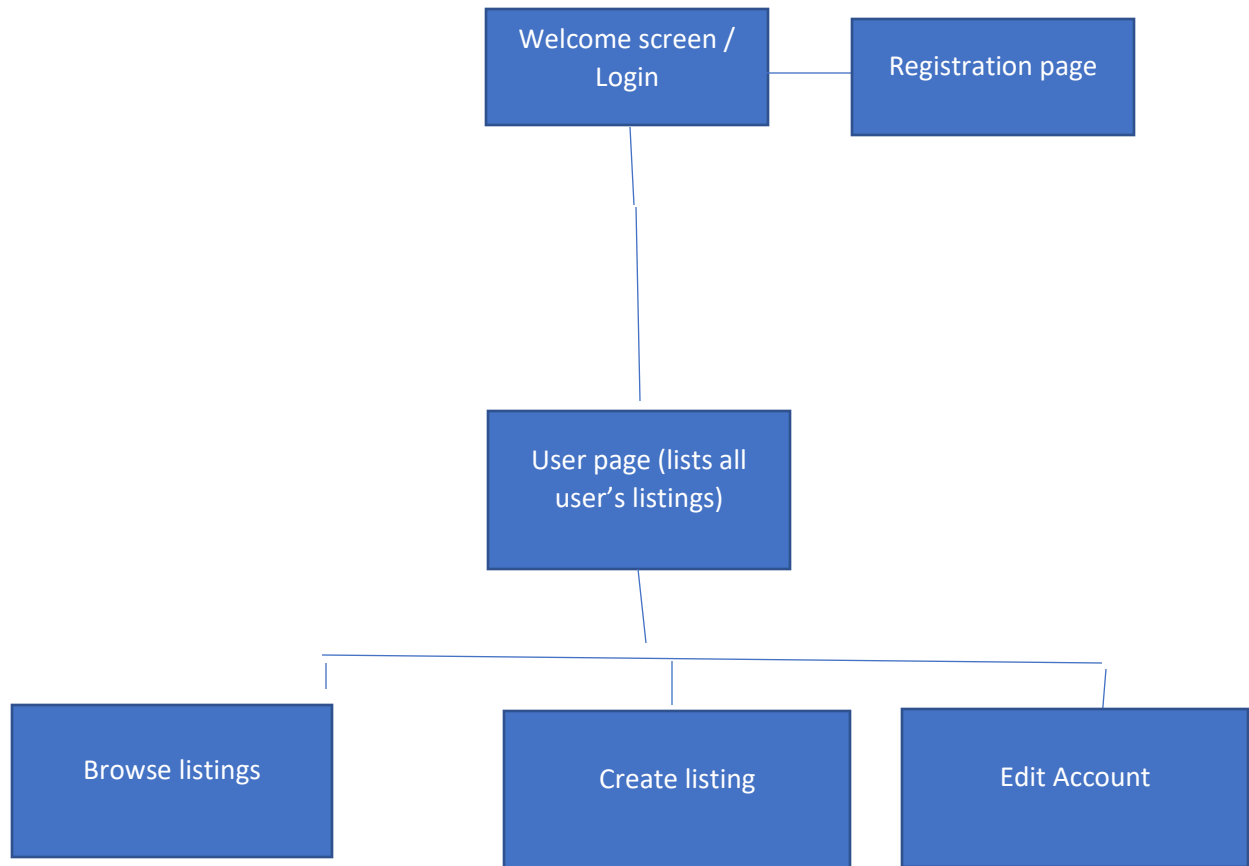 Welcome screen /
Login
Registration page
User page (lists all
user’s listings)
Browse listings
Create listing
Edit Account